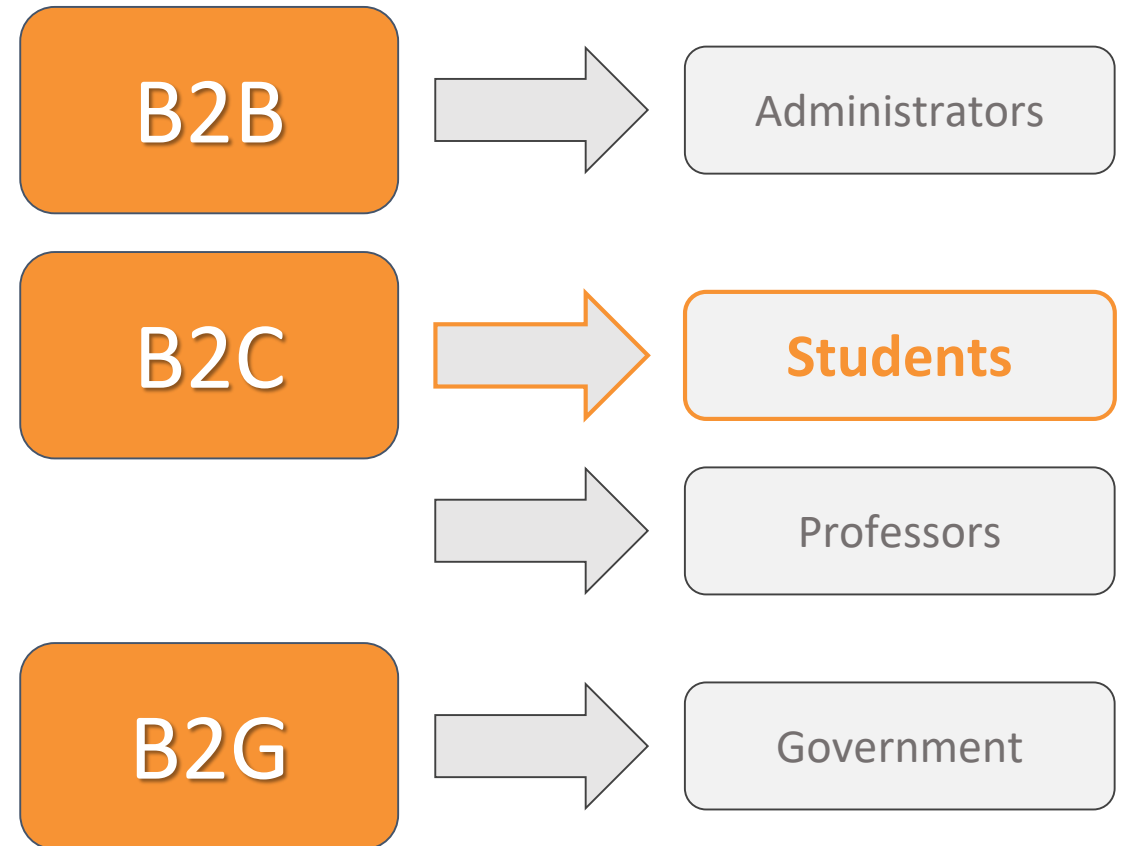 B2B
Administrators
B2C
Students
Professors
B2G
Government